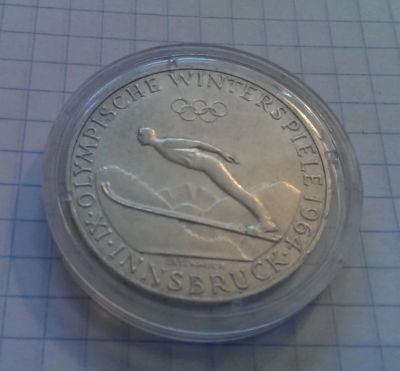 IX · OLYMPISCHE WINTERSPIELE 1964 · INNSBRUCK ·